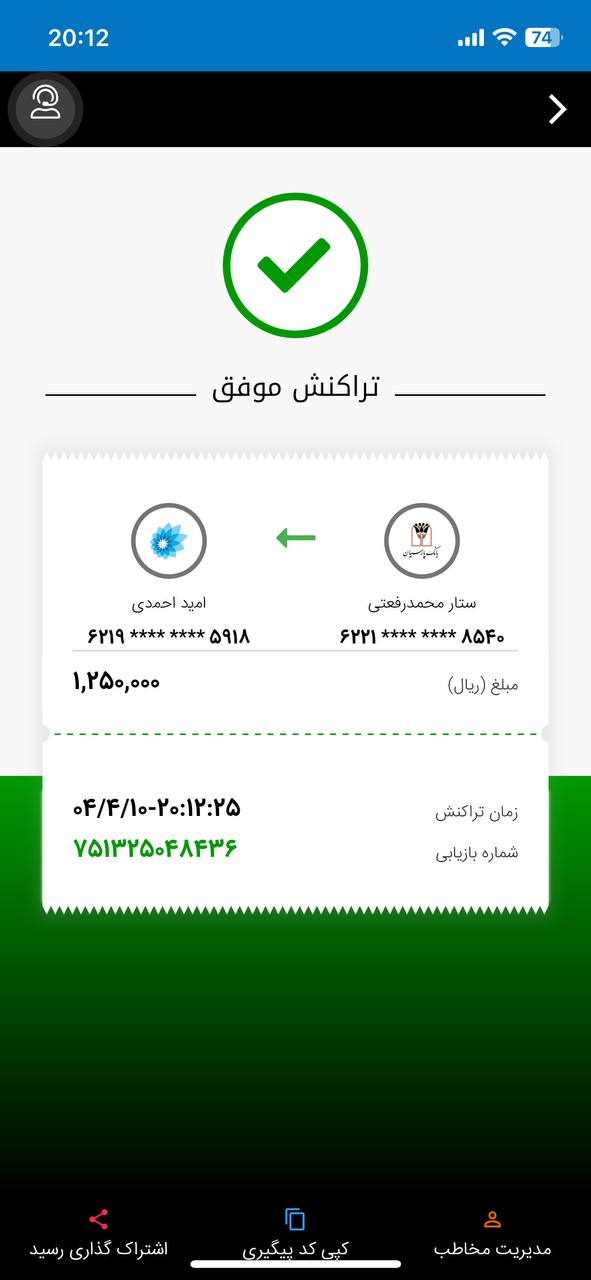 20:12
74
تراکنش موفق
بانک پارسیان
ستار محمدرفعتی
امید احمدی
۶۲۲۱ **** **** ۸۵۴۰
۶۲۱۹ **** **** ۵۹۱۸
مبلغ (ریال)
۱,۲۵۰,۰۰۰
زمان تراکنش
۰۴/۴/۱۰-۲۰:۱۲:۲۵
شماره بازیابی
۷۵۱۳۲۵۰۴۸۴۳۶
مدیریت مخاطب
کپی کد پیگیری
اشتراک گذاری رسید